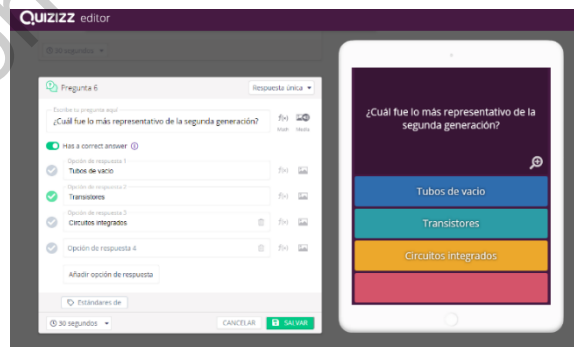 Quizizz editor
30 segundos
Pregunta 6
Respuesta única
Escribe tu pregunta aquí
¿Cuál fue lo más representativo de la segunda generación?
f(x)
Math
Media
Has a correct answer
Opción de respuesta 1
Tubos de vacio
f(x)
Opción de respuesta 2
Transistores
f(x)
Opción de respuesta 3
Circuitos integrados
f(x)
Opción de respuesta 4
f(x)
Añadir opción de respuesta
Estándares de
30 segundos
CANCELAR
SALVAR
¿Cuál fue lo más representativo de la
segunda generación?
Tubos de vacio
Transistores
Circuitos integrados